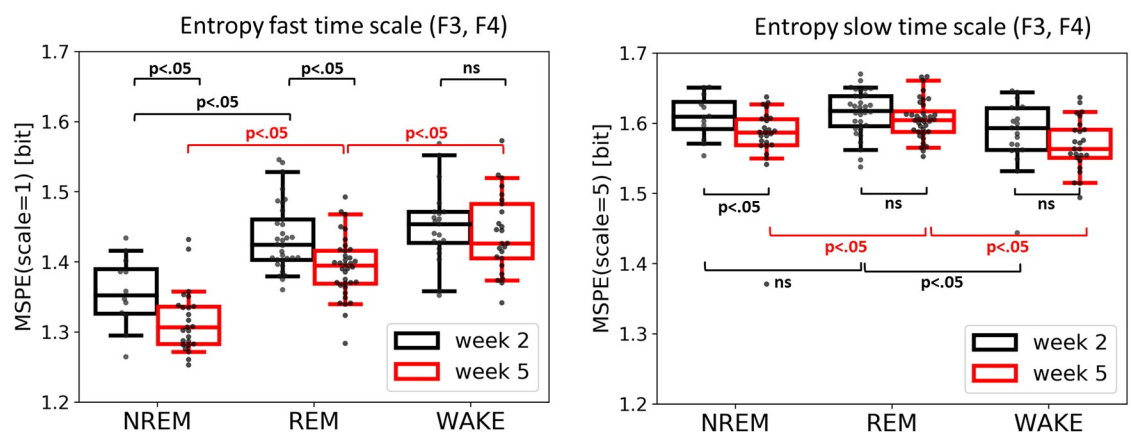 Entropy fast time scale (F3, F4)
MSPE(scale=1) [bit]
1.7
1.6
1.5
1.4
1.3
1.2
p<.05
p<.05
ns
p<.05
p<.05
p<.05
week 2
week 5
NREM
REM
WAKE
Entropy slow time scale (F3, F4)
MSPE(scale=5) [bit]
1.7
1.6
1.5
1.4
1.3
1.2
p<.05
ns
ns
p<.05
p<.05
ns
p<.05
week 2
week 5
NREM
REM
WAKE